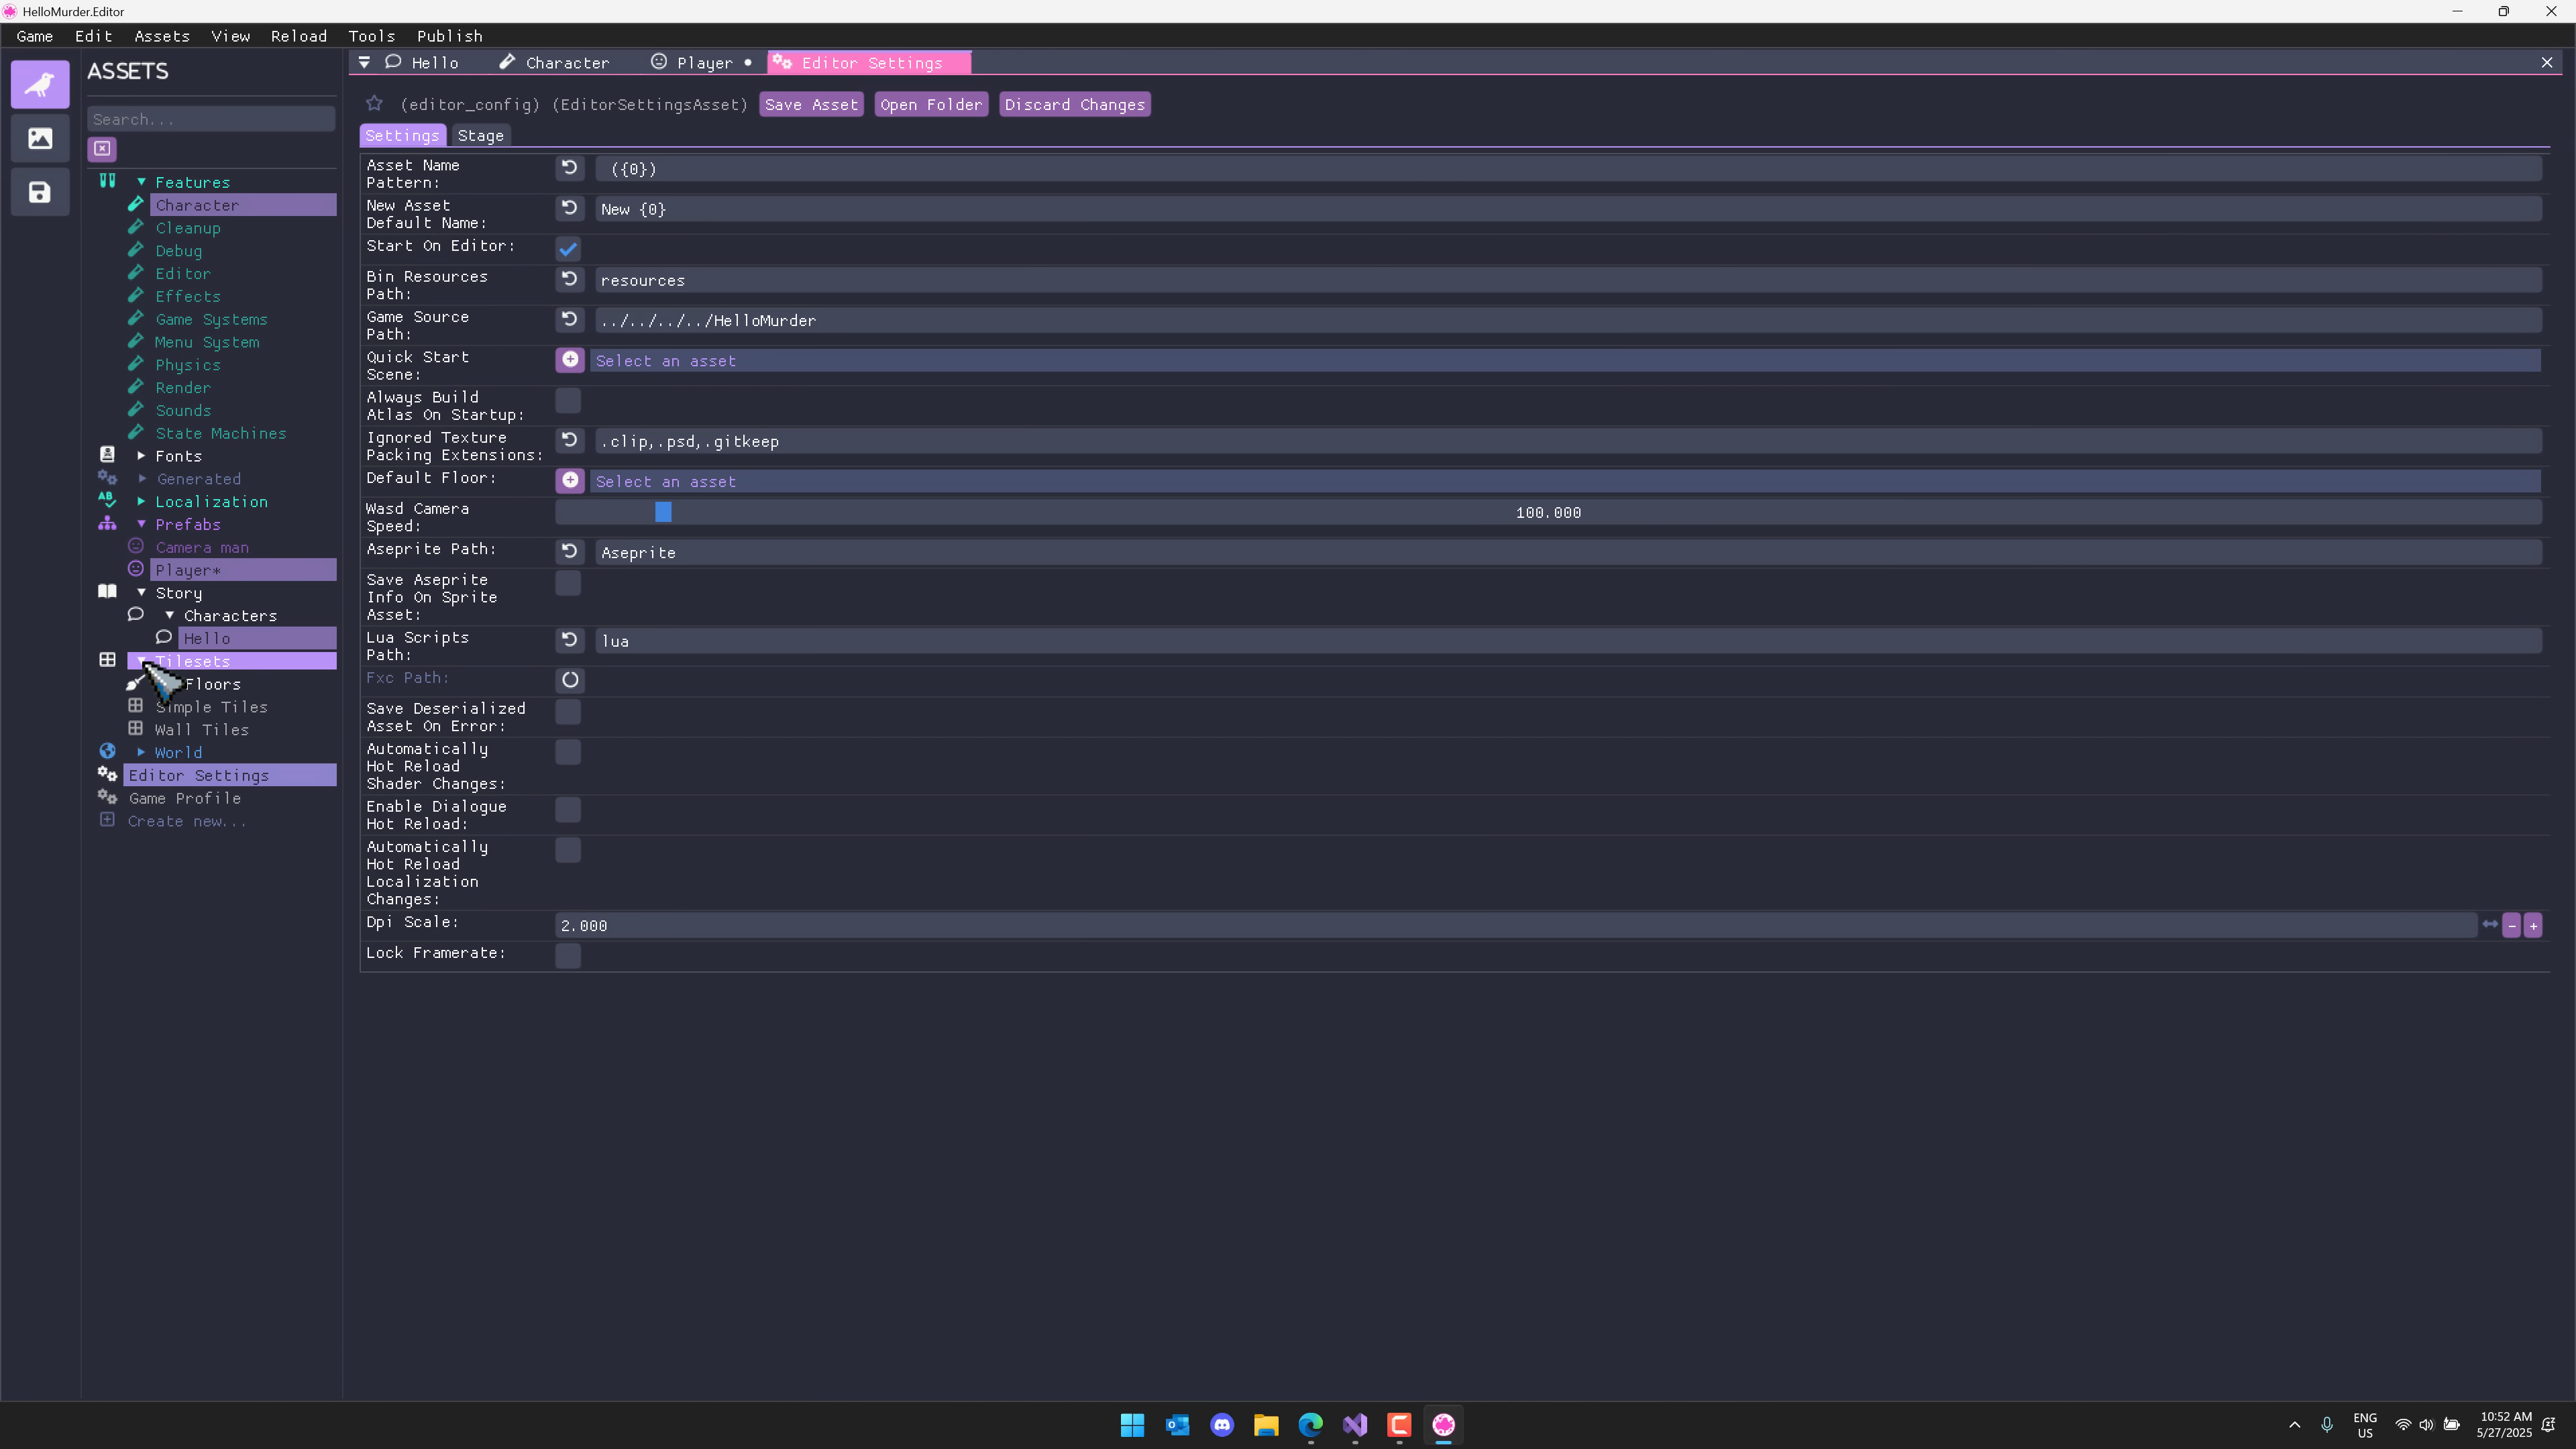 HelloMurder.Editor
Game Edit Assets View Reload Tools Publish
ASSETS
Search...
Features
Character
Cleanup
Debug
Editor
Effects
Game Systems
Menu System
Physics
Render
Sounds
State Machines
Fonts
Generated
Localization
Prefabs
Camera man
Player*
Story
Characters
Hello
Tilesets
Floors
Simple Tiles
Wall Tiles
World
Editor Settings
Game Profile
Create new...
Hello Character Player Editor Settings
(editor_config) (EditorSettingsAsset) Save Asset Open Folder Discard Changes
Settings Stage
Asset Name
Pattern:
({0})
New Asset
Default Name:
New {0}
Start On Editor:
Bin Resources
Path:
resources
Game Source
Path:
../../../../HelloMurder
Quick Start
Scene:
Select an asset
Always Build
Atlas On Startup:
Ignored Texture
Packing Extensions:
.clip,.psd,.gitkeep
Default Floor:
Select an asset
Wasd Camera
Speed:
100.000
Aseprite Path:
Aseprite
Save Aseprite
Info On Sprite
Asset:
Lua Scripts
Path:
lua
Fxc Path:
Save Deserialized
Asset On Error:
Automatically
Hot Reload
Shader Changes:
Enable Dialogue
Hot Reload:
Automatically
Hot Reload
Localization
Changes:
Dpi Scale:
2.000
- +
Lock Framerate:
ENG
US
10:52 AM
5/27/2025